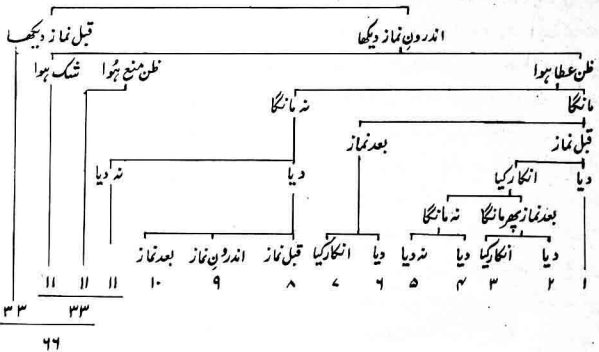 اندرونِ نماز دیکھا قبل نماز دیکھا
ظن عطا ہوا ظن منع ہُوا شک ہوا
مانگا نہ مانگا
قبل نماز بعد نماز
دیا انکار کیا دیا نہ دیا
بعد نماز پھر مانگا نہ مانگا
دیا انکار کیا دیا نہ دیا دیا انکار کیا قبل نماز اندرونِ نماز بعد نماز
۱ ۲ ۳ ۴ ۵ ۶ ۷ ۸ ۹ ۱۰ ۱۱ ۱۱ ۱۱
۳۳ ۳۳
۶۶